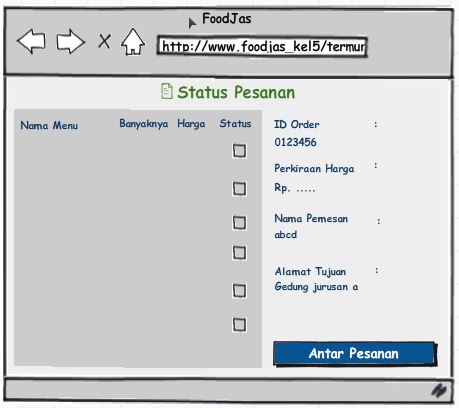 FoodJas
http://www.foodjas_kel5/termur
Status Pesanan
Nama Menu Banyaknya Harga Status
ID Order :
0123456
Perkiraan Harga :
Rp. .....
Nama Pemesan :
abcd
Alamat Tujuan :
Gedung jurusan a
Antar Pesanan